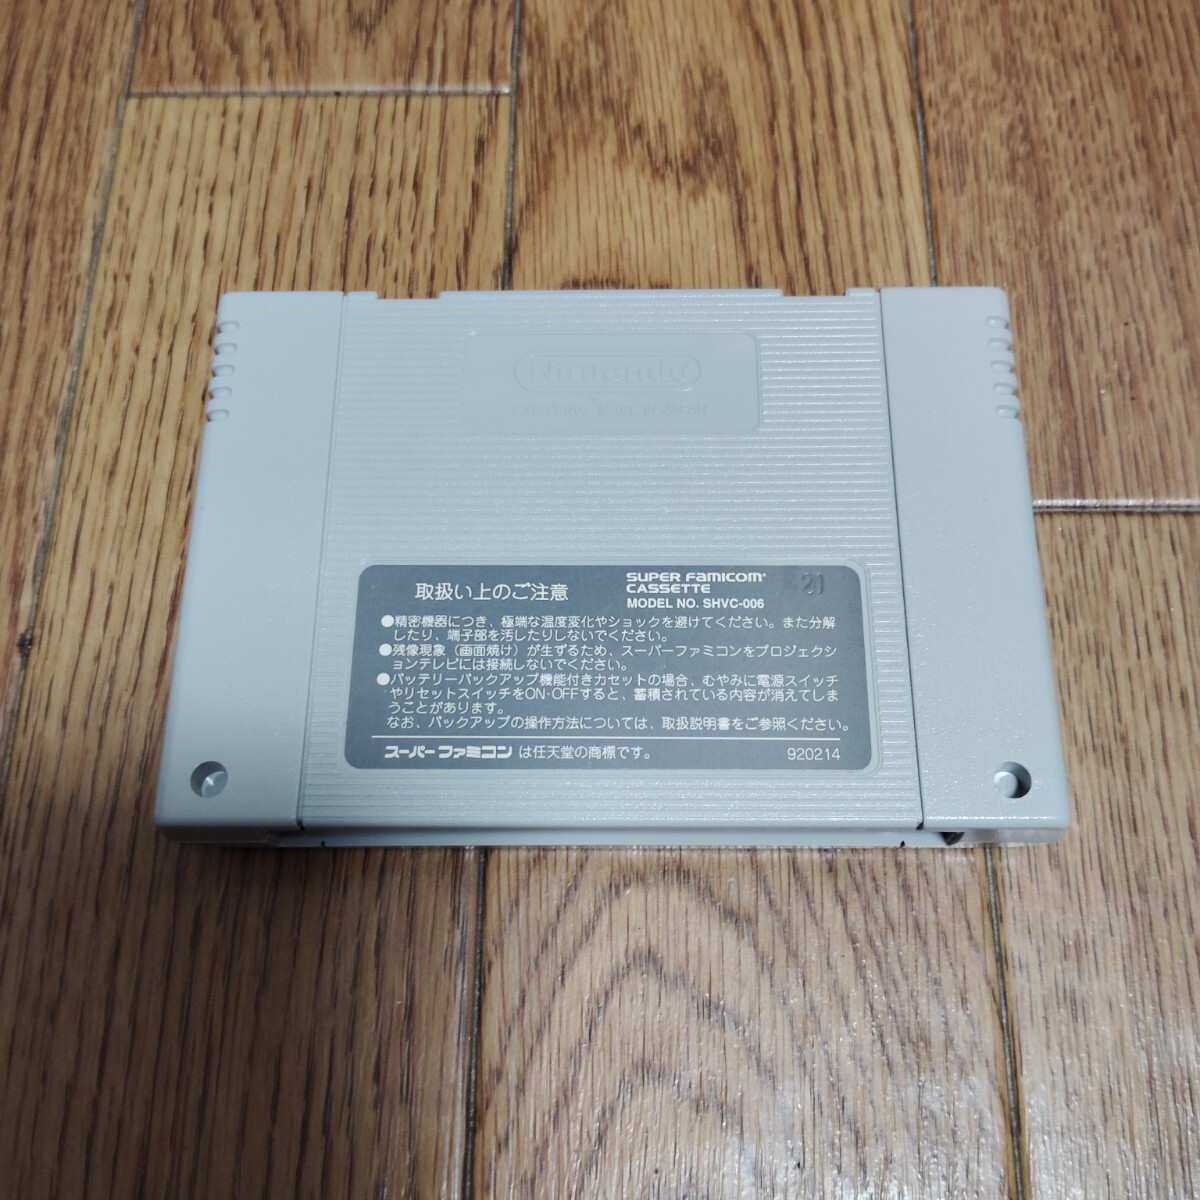 Nintendo
取扱い上のご注意
SUPER FAMICOM
CASSETTE
MODEL NO. SHVC-006
20
●精密機器につき、極端な温度変化やショックを避けてください。また分解
したり、端子部を汚したりしないでください。
●残像現象（画面焼け）が生ずるため、スーパーファミコンをプロジェクシ
ョンテレビには接続しないでください。
●バッテリーバックアップ機能付きカセットの場合、むやみに電源スイッチ
やリセットスイッチをON・OFFすると、蓄積されている内容が消えてしま
うことがあります。
なお、バックアップの操作方法については、取扱説明書をご参照ください。
スーパーファミコン は任天堂の商標です。
920214